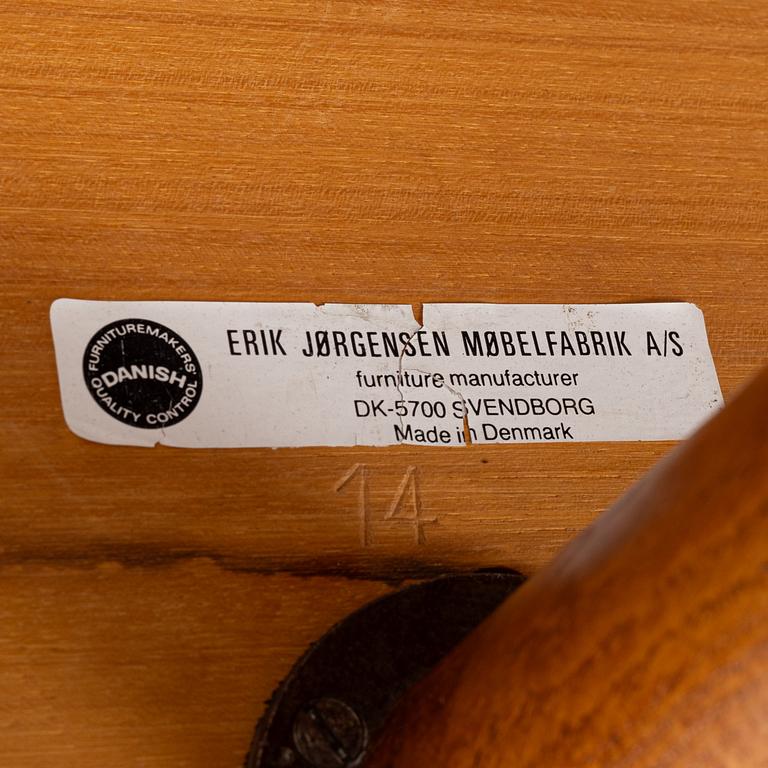 FURNITUREMAKERS'
DANISH
QUALITY CONTROL
ERIK JØRGENSEN MØBELFABRIK A/S
furniture manufacturer
DK-5700 SVENDBORG
Made in Denmark
14